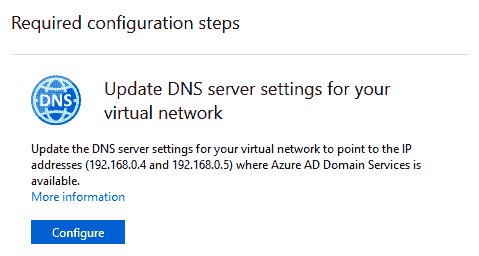 Required configuration steps
DNS
Update DNS server settings for your
virtual network
Update the DNS server settings for your virtual network to point to the IP
addresses (192.168.0.4 and 192.168.0.5) where Azure AD Domain Services is
available.
More information
Configure